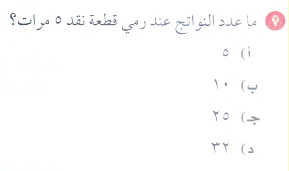 ٧ ما عدد النواتج عند رمي قطعة نقد ٥ مرات؟
أ) ٥
ب) ١٠
جـ) ٢٥
د) ٣٢